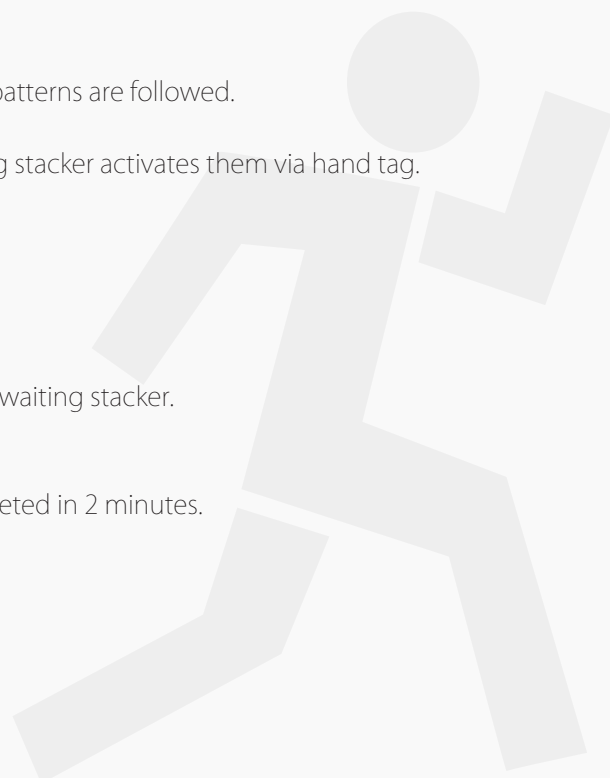 patterns are followed.
g stacker activates them via hand tag.
waiting stacker.
eted in 2 minutes.